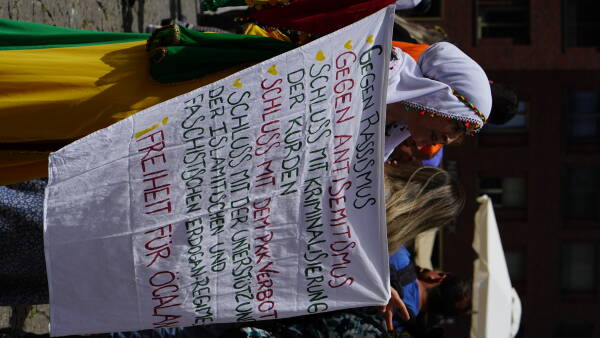 GEGEN RASSISMUS
GEGEN ANTISEMITISMUS
SCHLUSS MIT KRIMINALISIERUNG
DER KURDEN
SCHLUSS MIT DEM PKK VERBOT
SCHLUSS MIT DER UNTERSTÜTZUN
DER ISLAMISTISCHEN UND
FASCHISTISCHEN ERDOGAN REGIME
FREIHEIT FÜR ÖCALAN